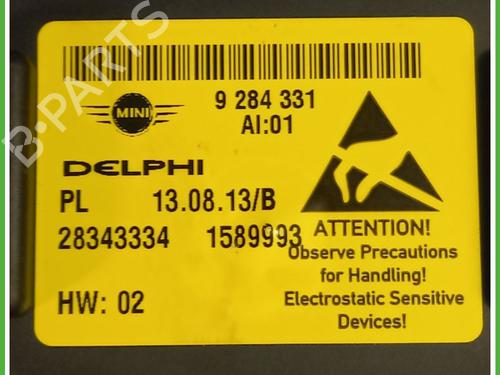 MINI
9 284 331
AI:01
DELPHI
PL 13.08.13/B
28343334 1589993
HW: 02
ATTENTION!
Observe Precautions
for Handling!
Electrostatic Sensitive
Devices!
B-PARTS